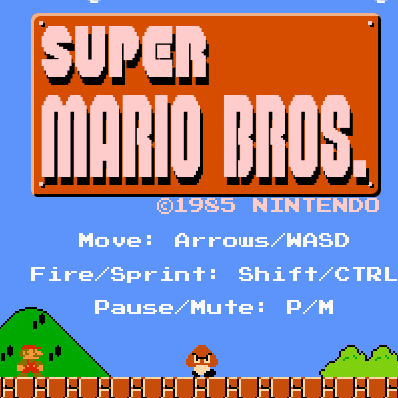 SUPER
MARIO BROS.
©1985 NINTENDO
Move: Arrows/WASD
Fire/Sprint: Shift/CTRL
Pause/Mute: P/M